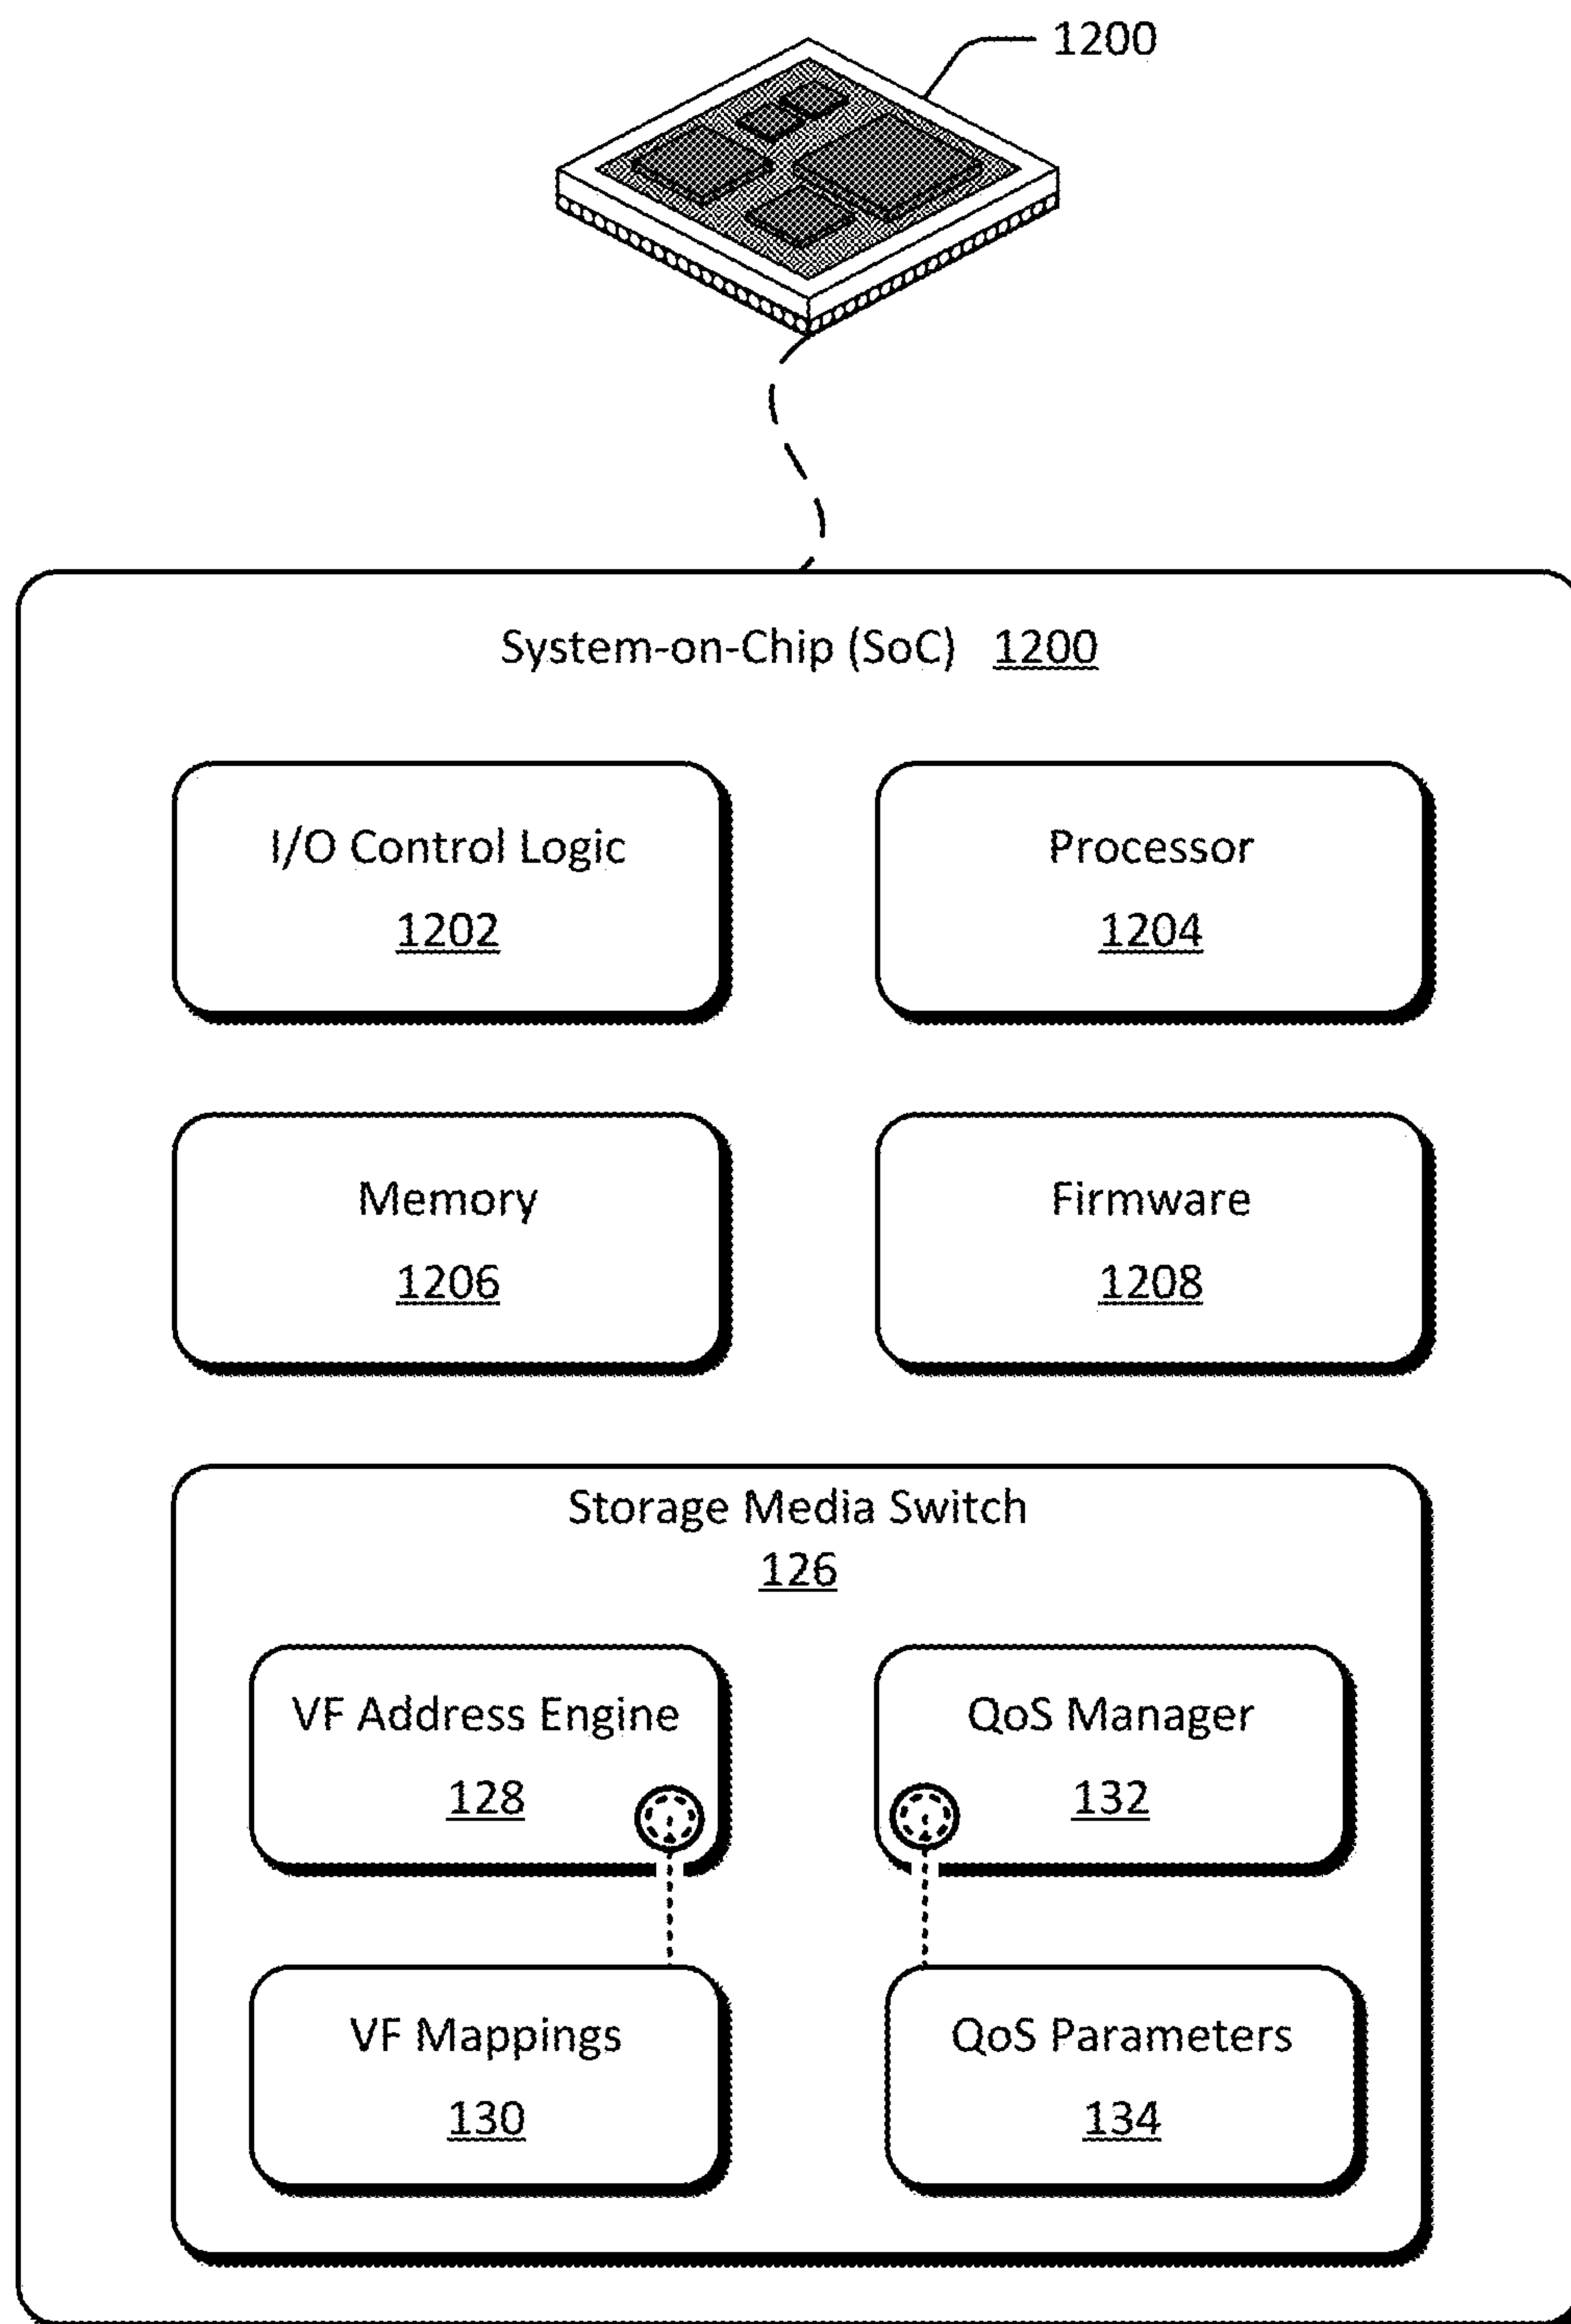 1200
System-on-Chip (SoC) 1200
I/O Control Logic
1202
Processor
1204
Memory
1206
Firmware
1208
Storage Media Switch
126
VF Address Engine
128
QoS Manager
132
VF Mappings
130
QoS Parameters
134